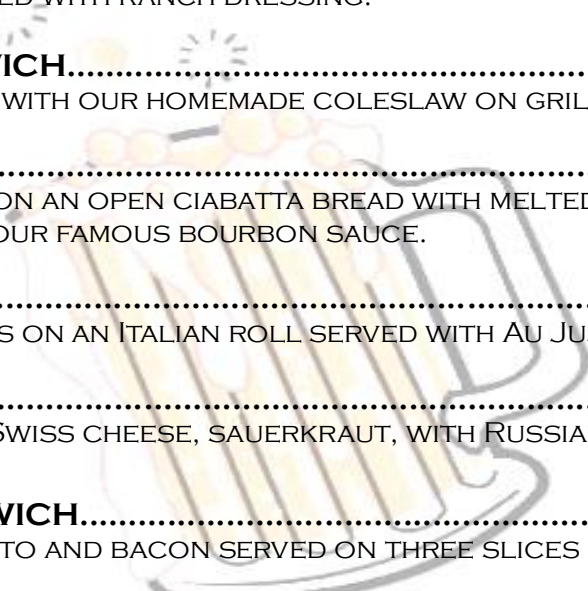 ED WITH RANCH DRESSING.
WICH..............................................................
WITH OUR HOMEMADE COLESLAW ON GRIL
..............................................................
ON AN OPEN CIABATTA BREAD WITH MELTED
OUR FAMOUS BOURBON SAUCE.
..............................................................
S ON AN ITALIAN ROLL SERVED WITH AU JU
..............................................................
SWISS CHEESE, SAUERKRAUT, WITH RUSSIA
WICH..............................................................
TO AND BACON SERVED ON THREE SLICES